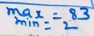 max = 83
min = 2